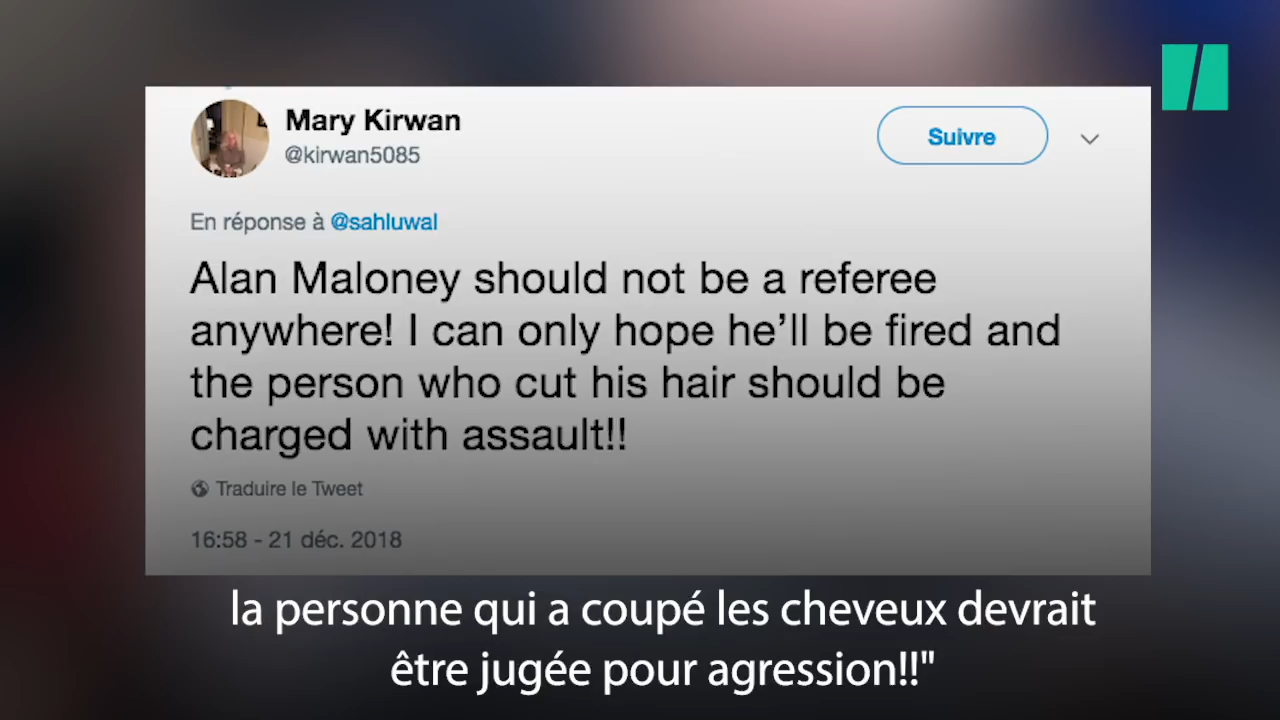 Mary Kirwan
@kirwan5085
Suivre
En réponse à @sahluwal
Alan Maloney should not be a referee
anywhere! I can only hope he’ll be fired and
the person who cut his hair should be
charged with assault!!
Traduire le Tweet
16:58 - 21 déc. 2018
la personne qui a coupé les cheveux devrait
être jugée pour agression!!"